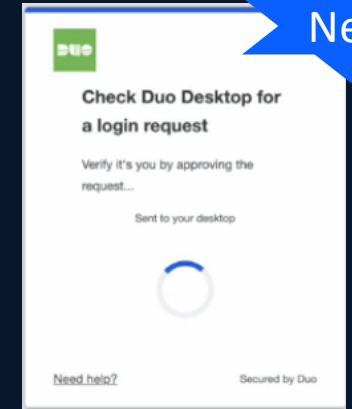 Ne
DUO
Check Duo Desktop for
a login request
Verify it's you by approving the
request...
Sent to your desktop
Need help?
Secured by Duo